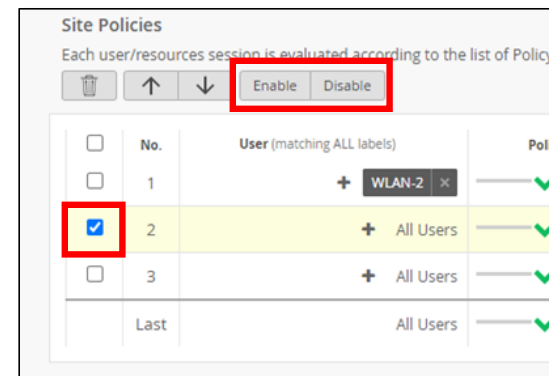 Site Policies
Each user/resources session is evaluated according to the list of Policy
Enable Disable
No. User (matching ALL labels) Poli
1 + WLAN-2 ×
2 + All Users
3 + All Users
Last All Users